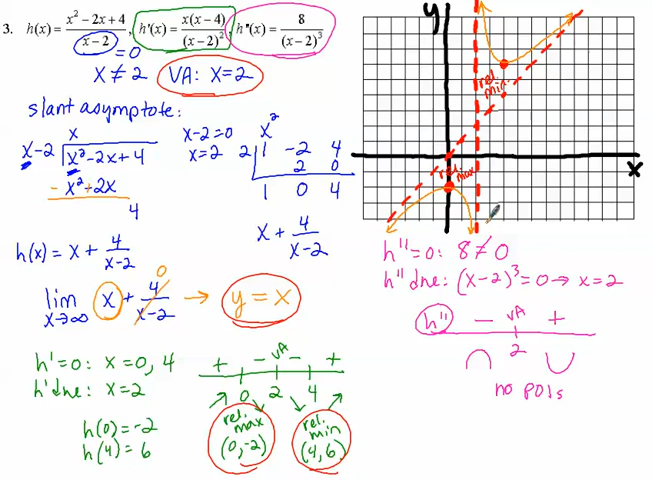 3. h(x) = (x² − 2x + 4)/(x − 2), h'(x) = x(x − 4)/(x − 2)², h''(x) = 8/(x − 2)³
= 0
x ≠ 2 VA: x = 2
slant asymptote:
x
x−2 x²−2x+4
− x²+2x
4
x−2=0 x²
x=2 2| 1 −2 4
2 0
1 0 4
x + 4/(x−2)
h(x) = x + 4/(x−2)
lim x→∞ x + 4/(x−2) 0 → y = x
h'=0: x = 0, 4
h' dne: x = 2
h(0) = −2
h(4) = 6
+ − VA − +
0 2 4
rel. max (0,−2)
rel. min (4,6)
y
rel. min.
x
rel. max
h''=0: 8 ≠ 0
h'' dne: (x−2)³ = 0 → x = 2
h'' − VA +
2
no POIs